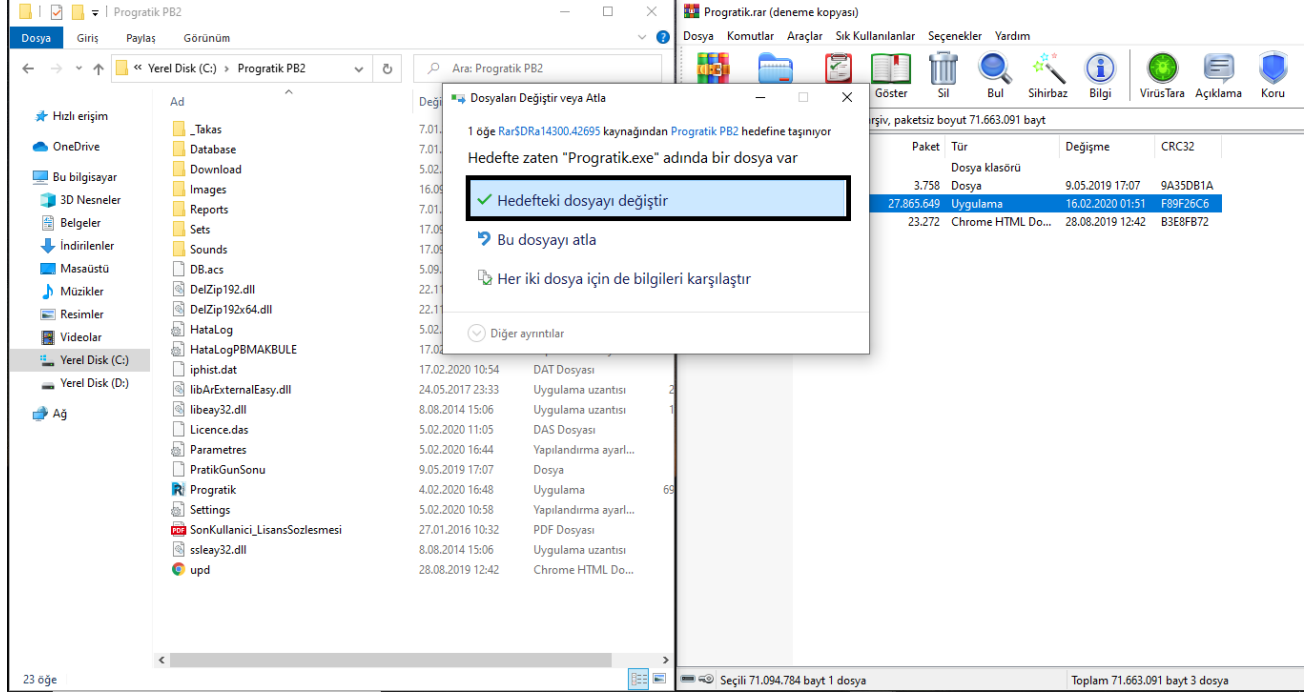 Progratik PB2
Dosya Giriş Paylaş Görünüm
Yerel Disk (C:) › Progratik PB2
Ara: Progratik PB2
Hızlı erişim
OneDrive
Bu bilgisayar
3D Nesneler
Belgeler
İndirilenler
Masaüstü
Müzikler
Resimler
Videolar
Yerel Disk (C:)
Yerel Disk (D:)
Ağ
Ad
_Takas
Database
Download
Images
Reports
Sets
Sounds
DB.acs
DelZip192.dll
DelZip192x64.dll
HataLog
HataLogPBMAKBULE
iphist.dat 17.02.2020 10:54 DAT Dosyası
libArExternalEasy.dll 24.05.2017 23:33 Uygulama uzantısı
libeay32.dll 8.08.2014 15:06 Uygulama uzantısı
Licence.das 5.02.2020 11:05 DAS Dosyası
Parametres 5.02.2020 16:44 Yapılandırma ayarl...
PratikGunSonu 9.05.2019 17:07 Dosya
Progratik 4.02.2020 16:48 Uygulama
Settings 5.02.2020 10:58 Yapılandırma ayarl...
SonKullanici_LisansSozlesmesi 27.01.2016 10:32 PDF Dosyası
ssleay32.dll 8.08.2014 15:06 Uygulama uzantısı
upd 28.08.2019 12:42 Chrome HTML Do...
23 öğe
Dosyaları Değiştir veya Atla
1 öğe Rar$DRa14300.42695 kaynağından Progratik PB2 hedefine taşınıyor
Hedefte zaten "Progratik.exe" adında bir dosya var
Hedefteki dosyayı değiştir
Bu dosyayı atla
Her iki dosya için de bilgileri karşılaştır
Diğer ayrıntılar
Progratik.rar (deneme kopyası)
Dosya Komutlar Araçlar Sık Kullanılanlar Seçenekler Yardım
Göster Sil Bul Sihirbaz Bilgi VirüsTara Açıklama Koru
paketsiz boyut 71.663.091 bayt
Paket Tür Değişme CRC32
Dosya klasörü
3.758 Dosya 9.05.2019 17:07 9A35DB1A
27.865.649 Uygulama 16.02.2020 01:51 F89F26C6
23.272 Chrome HTML Do... 28.08.2019 12:42 B3E8FB72
Seçili 71.094.784 bayt 1 dosya
Toplam 71.663.091 bayt 3 dosya